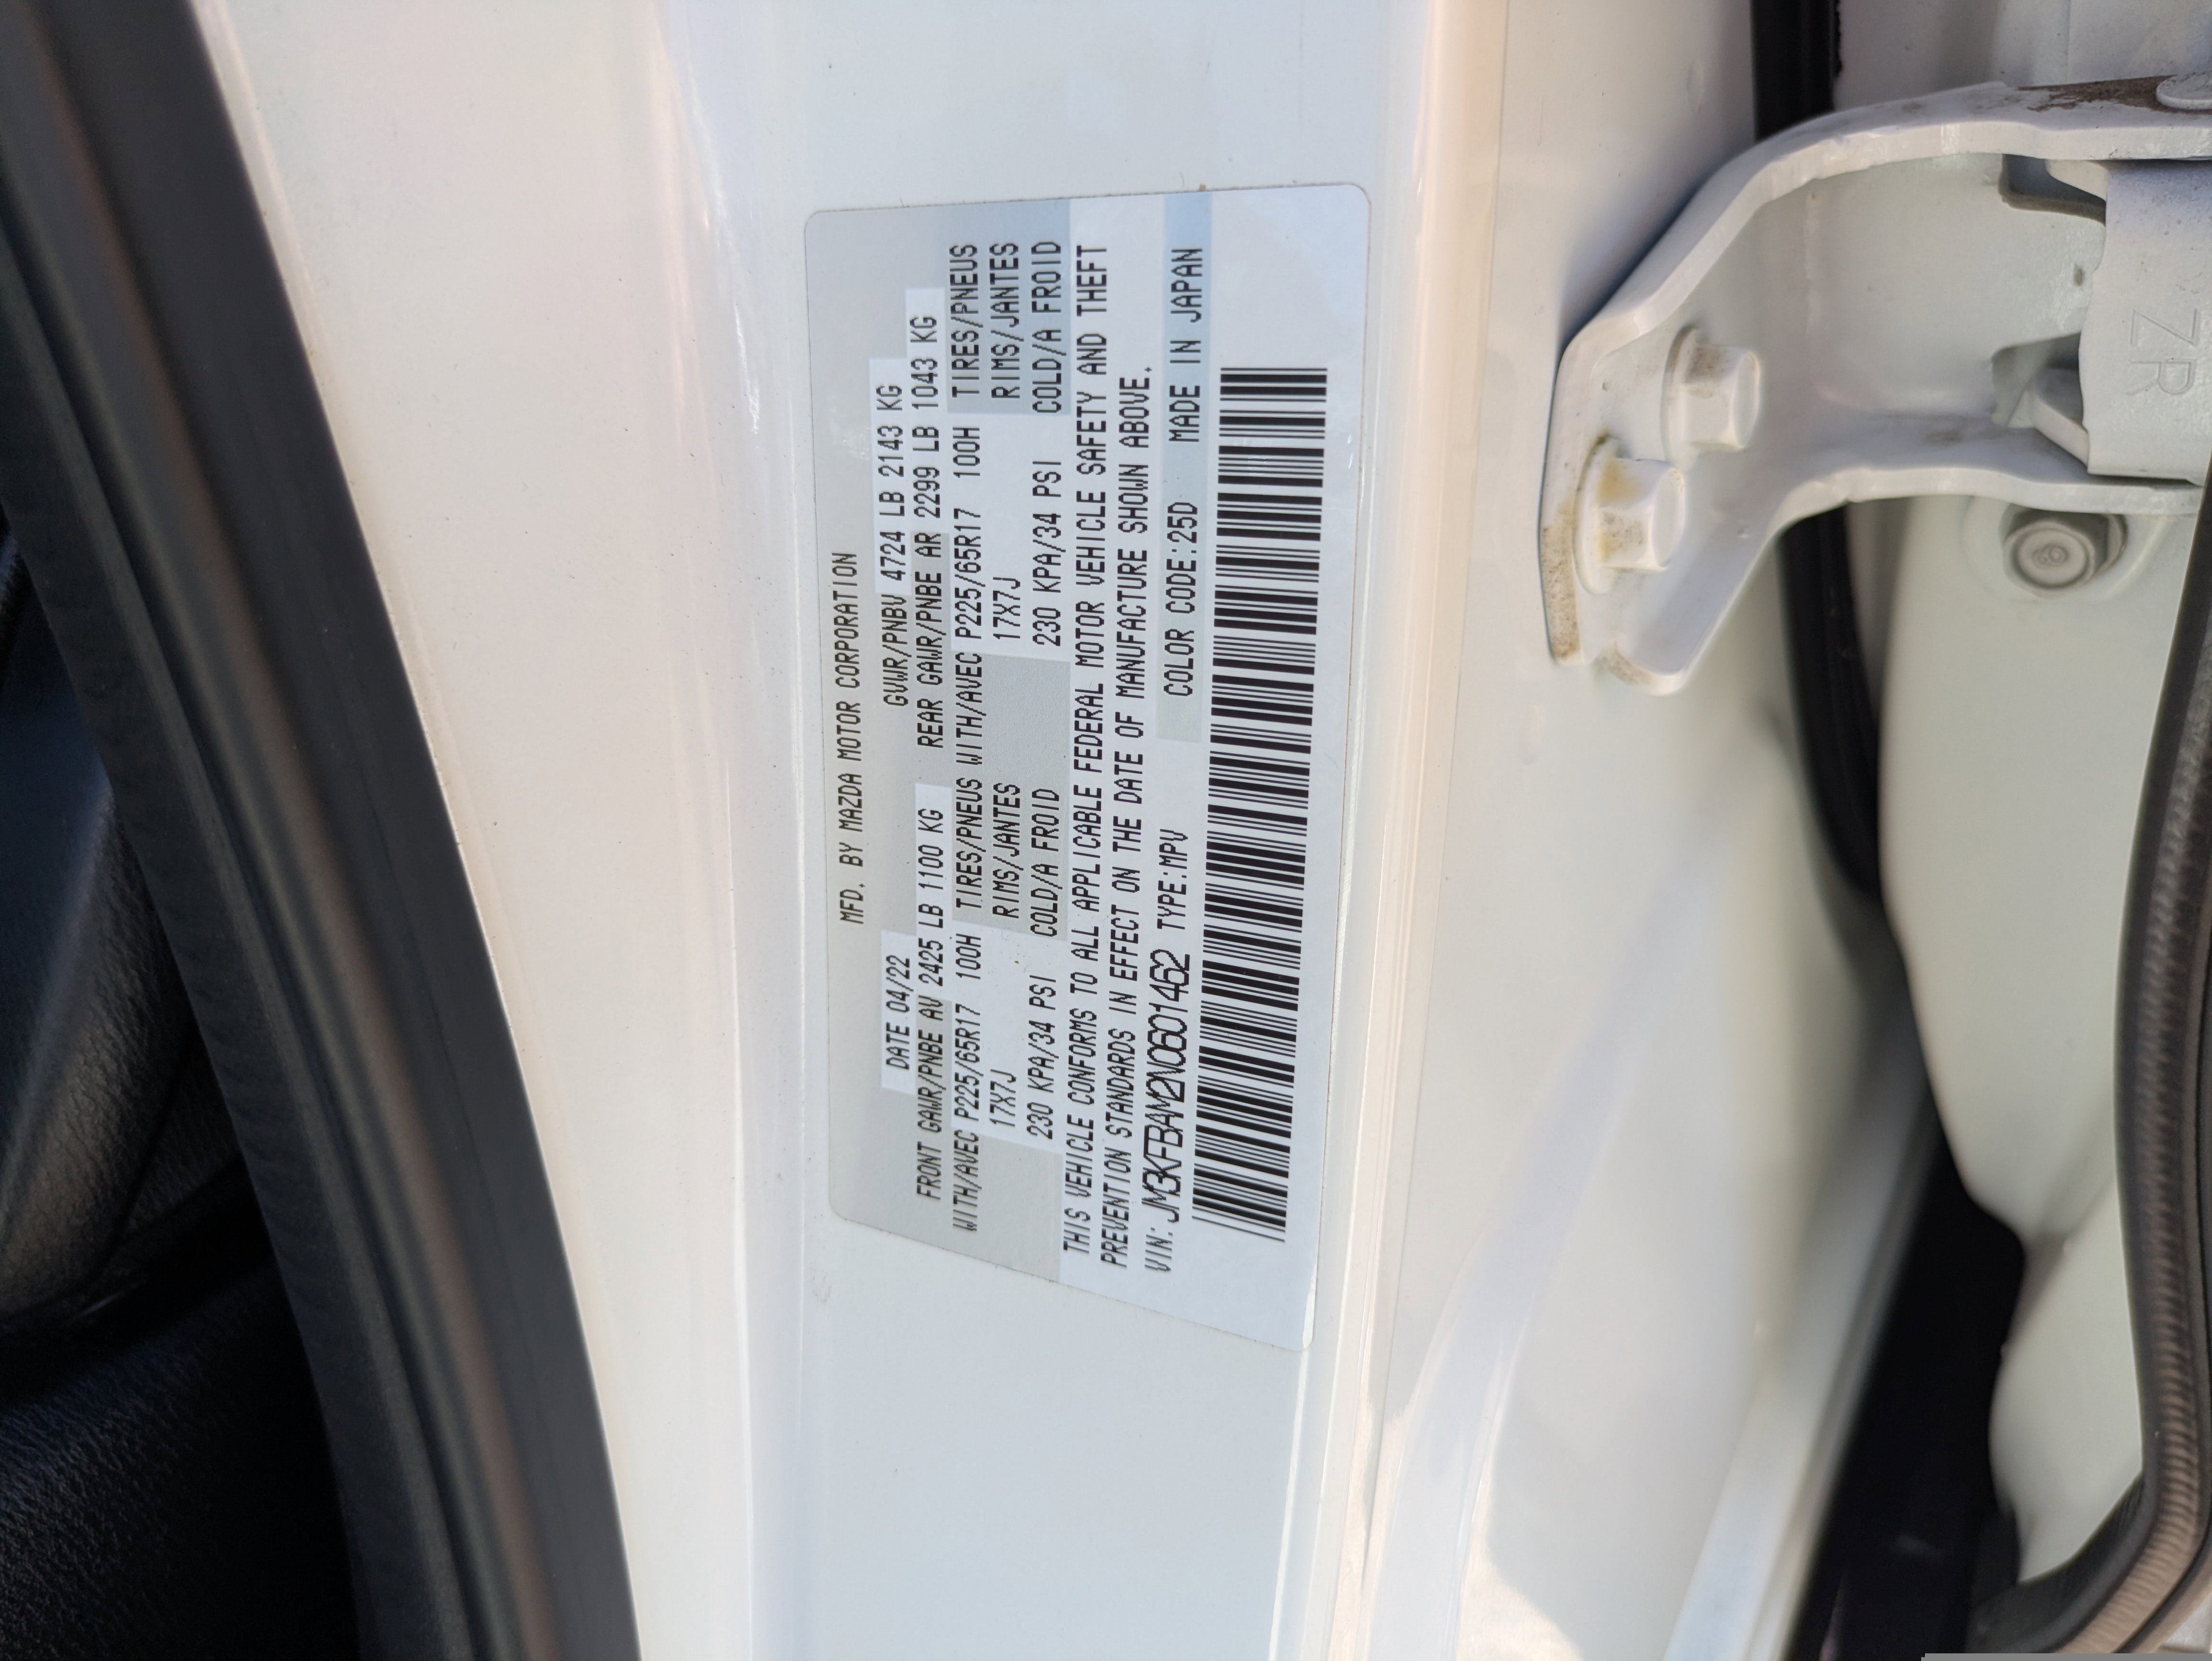 MFD. BY MAZDA MOTOR CORPORATION
DATE 04/22 GVWR/PNBV 4724 LB 2143 KG
FRONT GAWR/PNBE AV 2425 LB 1100 KG REAR GAWR/PNBE AR 2299 LB 1043 KG
WITH/AVEC P225/65R17 100H TIRES/PNEUS WITH/AVEC P225/65R17 100H TIRES/PNEUS
17X7J RIMS/JANTES 17X7J RIMS/JANTES
230 KPA/34 PSI COLD/A FROID 230 KPA/34 PSI COLD/A FROID
THIS VEHICLE CONFORMS TO ALL APPLICABLE FEDERAL MOTOR VEHICLE SAFETY AND THEFT
PREVENTION STANDARDS IN EFFECT ON THE DATE OF MANUFACTURE SHOWN ABOVE.
VIN: JM3KFBAM2N0601462 TYPE:MPV COLOR CODE:25D MADE IN JAPAN
ZR
8